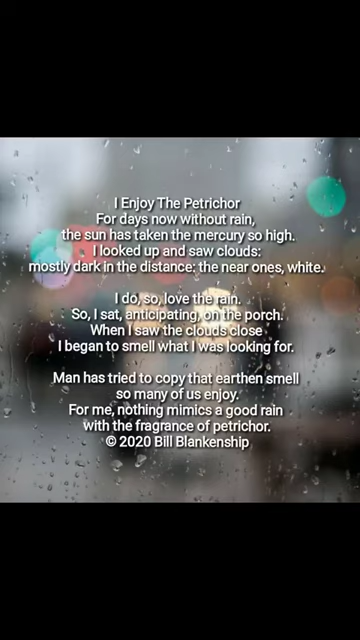 I Enjoy The Petrichor
For days now without rain,
the sun has taken the mercury so high.
I looked up and saw clouds:
mostly dark in the distance: the near ones, white.
I do, so, love the rain.
So, I sat, anticipating, on the porch.
When I saw the clouds close
I began to smell what I was looking for.
Man has tried to copy that earthen smell
so many of us enjoy.
For me, nothing mimics a good rain
with the fragrance of petrichor.
© 2020 Bill Blankenship